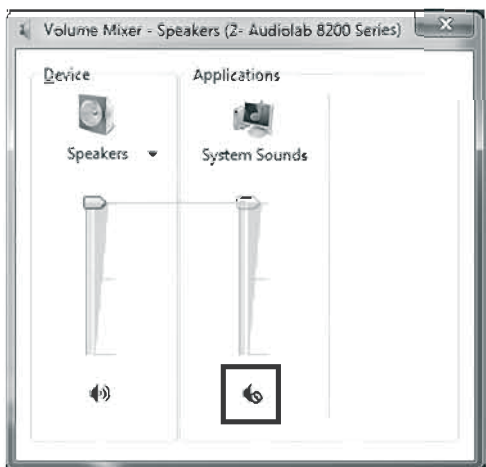 Volume Mixer - Speakers (2- Audiolab 8200 Series)
Device
Applications
Speakers
System Sounds